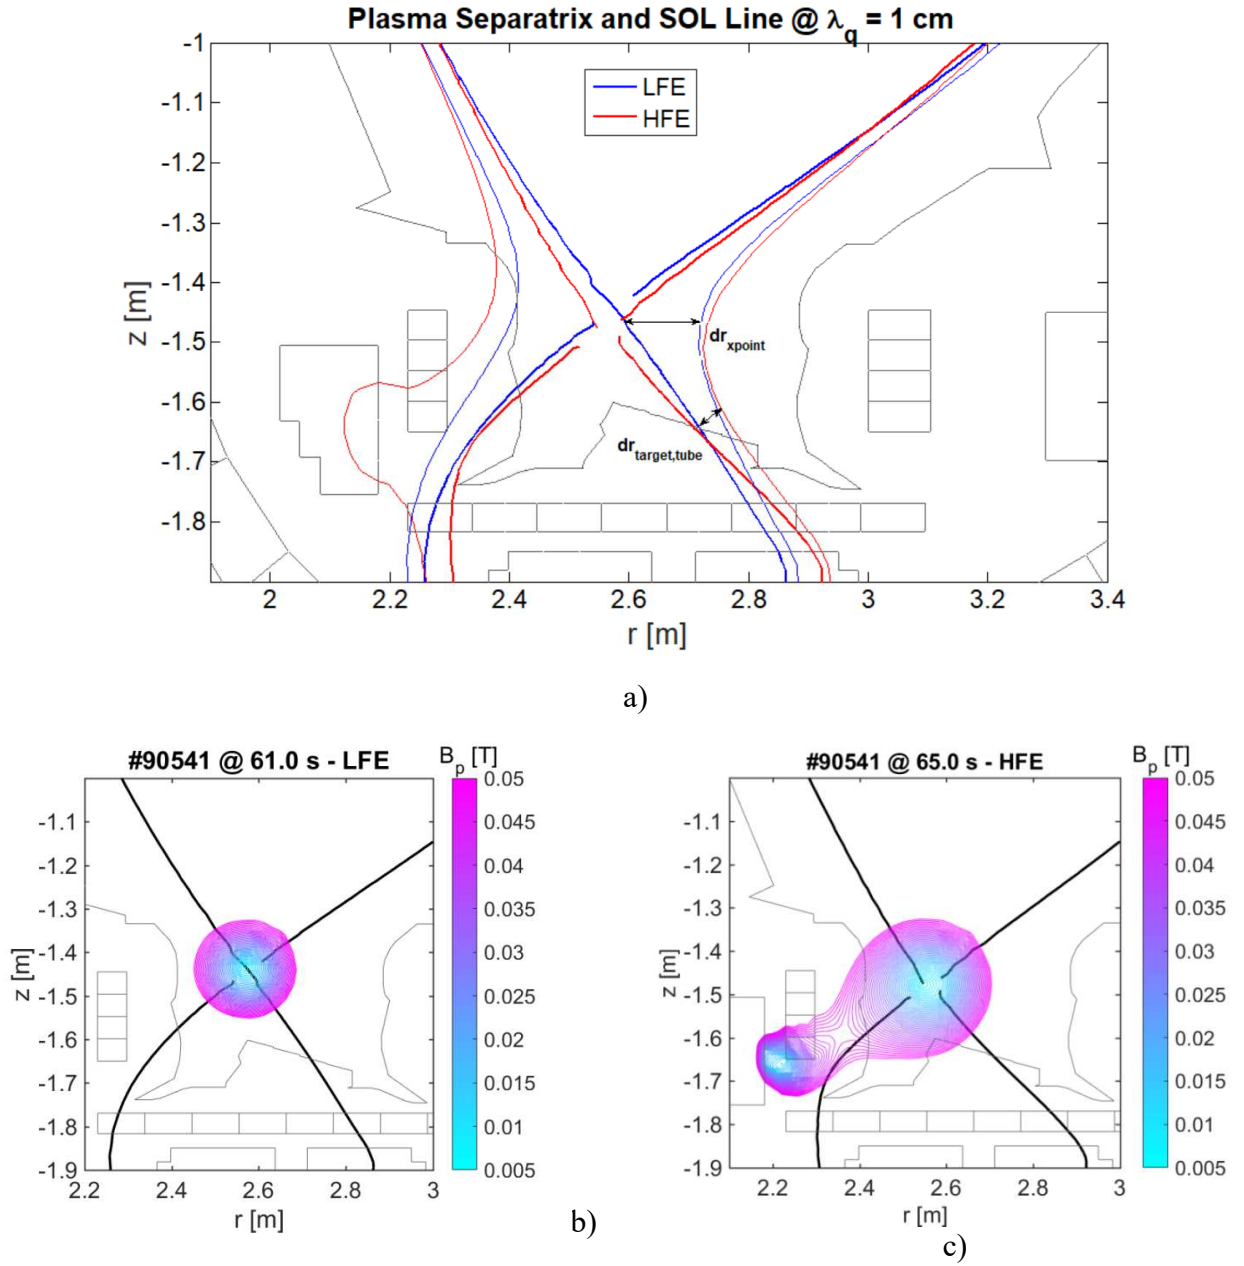 Plasma Separatrix and SOL Line @ λq = 1 cm
LFE
HFE
-1
-1.1
-1.2
-1.3
-1.4
-1.5
-1.6
-1.7
-1.8
z [m]
drxpoint
drtarget,tube
2 2.2 2.4 2.6 2.8 3 3.2 3.4
r [m]
a)
#90541 @ 61.0 s - LFE
Bp [T]
-1.1
-1.2
-1.3
-1.4
-1.5
-1.6
-1.7
-1.8
-1.9
z [m]
2.2 2.4 2.6 2.8 3
r [m]
0.05
0.045
0.04
0.035
0.03
0.025
0.02
0.015
0.01
0.005
b)
#90541 @ 65.0 s - HFE
Bp [T]
-1.1
-1.2
-1.3
-1.4
-1.5
-1.6
-1.7
-1.8
-1.9
z [m]
2.2 2.4 2.6 2.8 3
r [m]
0.05
0.045
0.04
0.035
0.03
0.025
0.02
0.015
0.01
0.005
c)